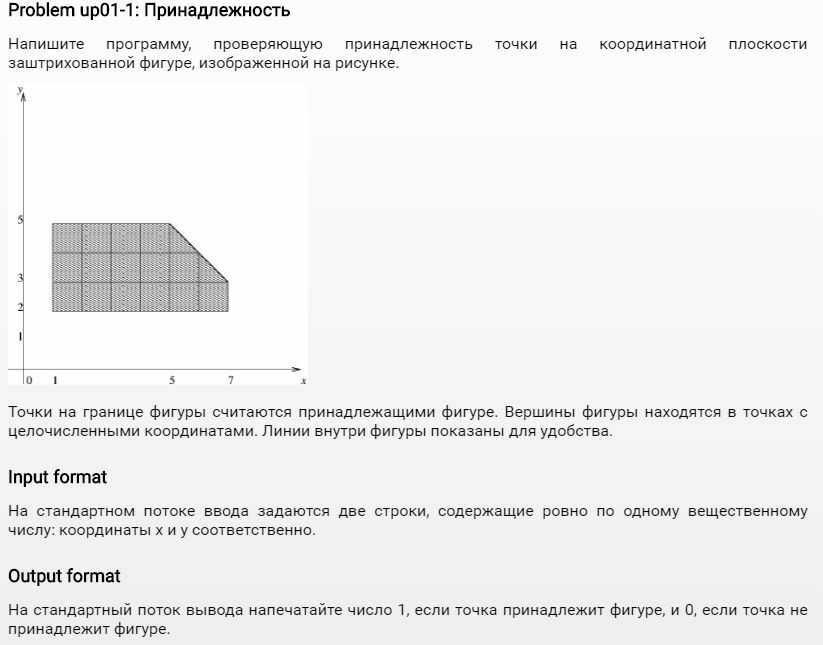 Problem up01-1: Принадлежность
Напишите программу, проверяющую принадлежность точки на координатной плоскости
заштрихованной фигуре, изображенной на рисунке.
y
5
3
2
1
0 1 5 7 x
Точки на границе фигуры считаются принадлежащими фигуре. Вершины фигуры находятся в точках с
целочисленными координатами. Линии внутри фигуры показаны для удобства.
Input format
На стандартном потоке ввода задаются две строки, содержащие ровно по одному вещественному
числу: координаты x и y соответственно.
Output format
На стандартный поток вывода напечатайте число 1, если точка принадлежит фигуре, и 0, если точка не
принадлежит фигуре.